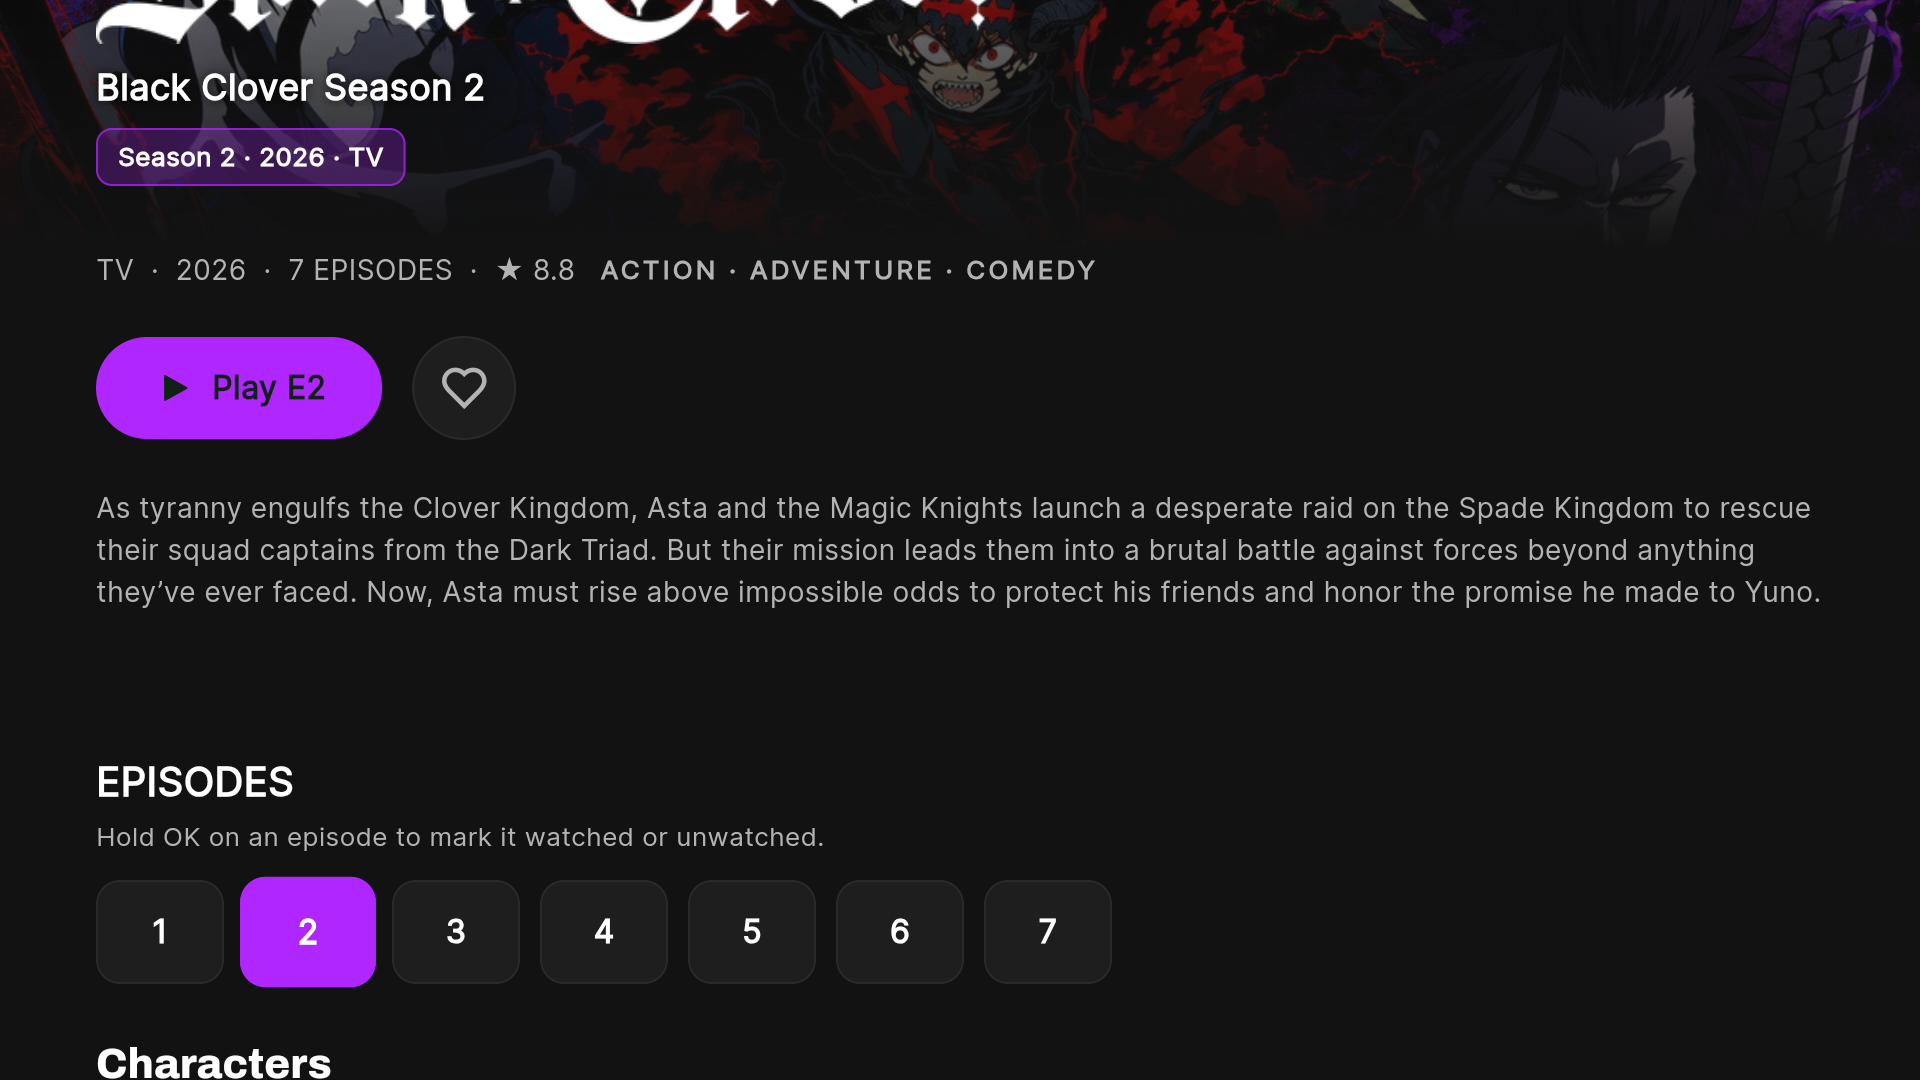 Black Clover
Black Clover Season 2
Season 2 · 2026 · TV
TV · 2026 · 7 EPISODES · ★ 8.8 ACTION · ADVENTURE · COMEDY
Play E2
As tyranny engulfs the Clover Kingdom, Asta and the Magic Knights launch a desperate raid on the Spade Kingdom to rescue
their squad captains from the Dark Triad. But their mission leads them into a brutal battle against forces beyond anything
they’ve ever faced. Now, Asta must rise above impossible odds to protect his friends and honor the promise he made to Yuno.
EPISODES
Hold OK on an episode to mark it watched or unwatched.
1 2 3 4 5 6 7
Characters